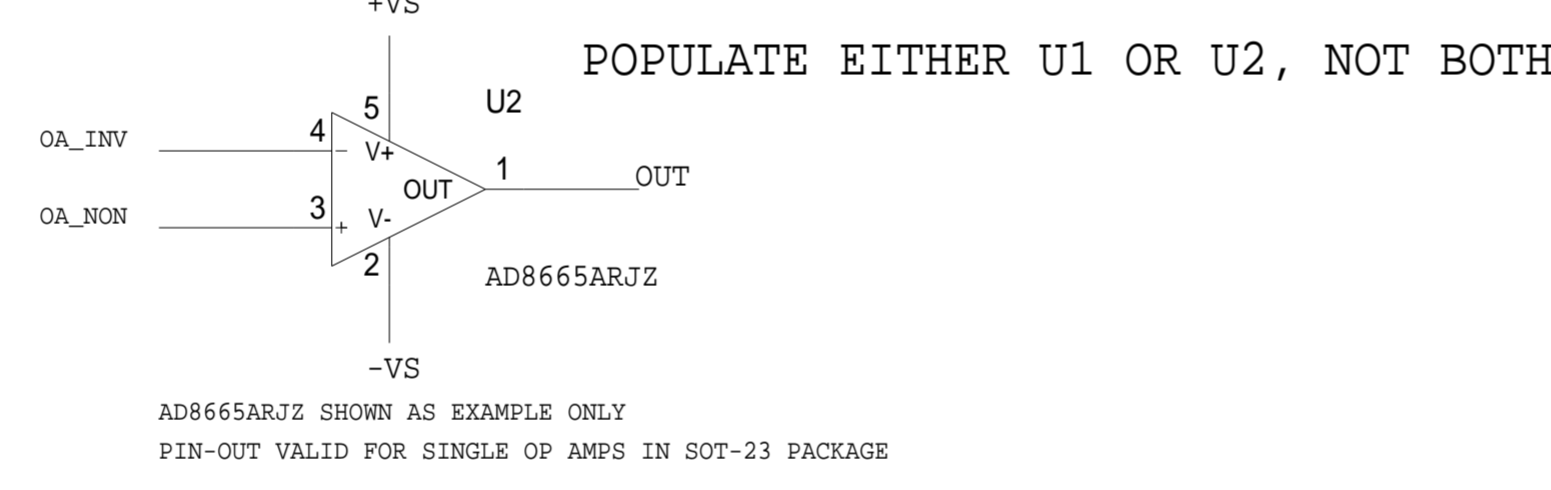 +VS
POPULATE EITHER U1 OR U2, NOT BOTH
5
U2
4
OA_INV
−
V+
1
OUT
OUT
3
OA_NON
+
V-
2
AD8665ARJZ
-VS
AD8665ARJZ SHOWN AS EXAMPLE ONLY
PIN-OUT VALID FOR SINGLE OP AMPS IN SOT-23 PACKAGE